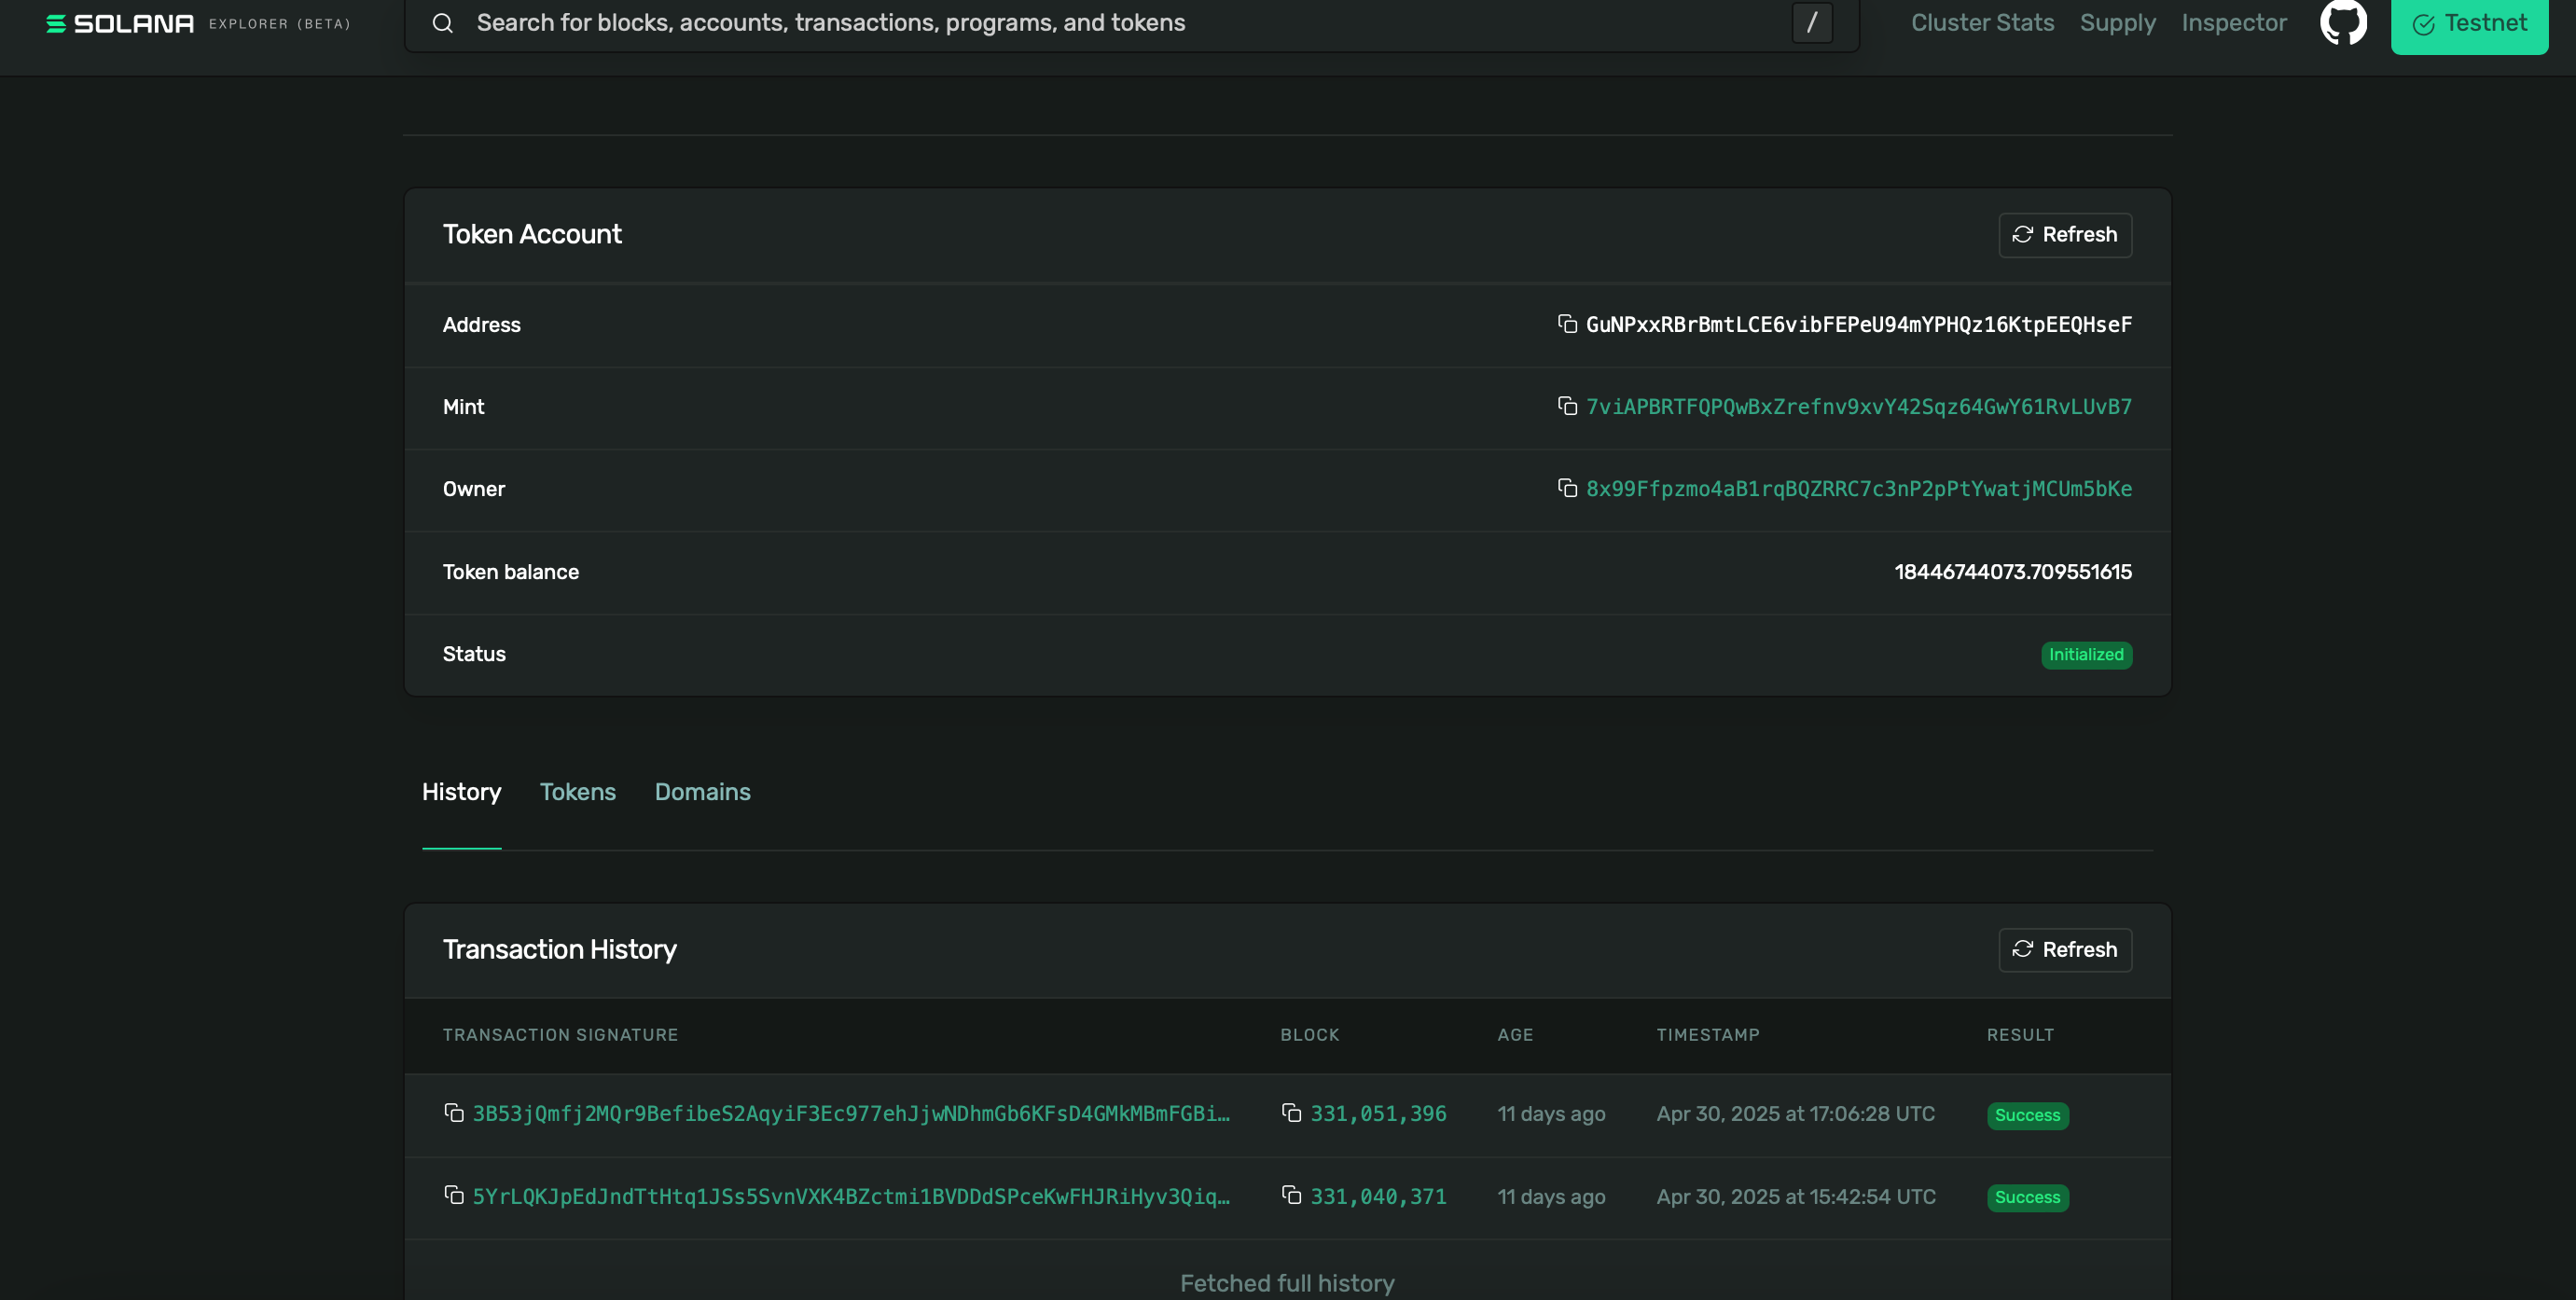 SOLANA EXPLORER (BETA)
Search for blocks, accounts, transactions, programs, and tokens
/
Cluster Stats Supply Inspector Testnet
Token Account
Refresh
Address GuNPxxRBrBmtLCE6vibFEPeU94mYPHQz16KtpEEQHseF
Mint 7viAPBRTFQPQwBxZrefnv9xvY42Sqz64GwY61RvLUvB7
Owner 8x99Ffpzmo4aB1rqBQZRRC7c3nP2pPtYwatjMCUm5bKe
Token balance 18446744073.709551615
Status Initialized
History Tokens Domains
Transaction History
Refresh
TRANSACTION SIGNATURE BLOCK AGE TIMESTAMP RESULT
3B53jQmfj2MQr9BefibeS2AqyiF3Ec977ehJjwNDhmGb6KFsD4GMkMBmFGBi… 331,051,396 11 days ago Apr 30, 2025 at 17:06:28 UTC Success
5YrLQKJpEdJndTtHtq1JSs5SvnVXK4BZctmi1BVDDdSPceKwFHJRiHyv3Qiq… 331,040,371 11 days ago Apr 30, 2025 at 15:42:54 UTC Success
Fetched full history